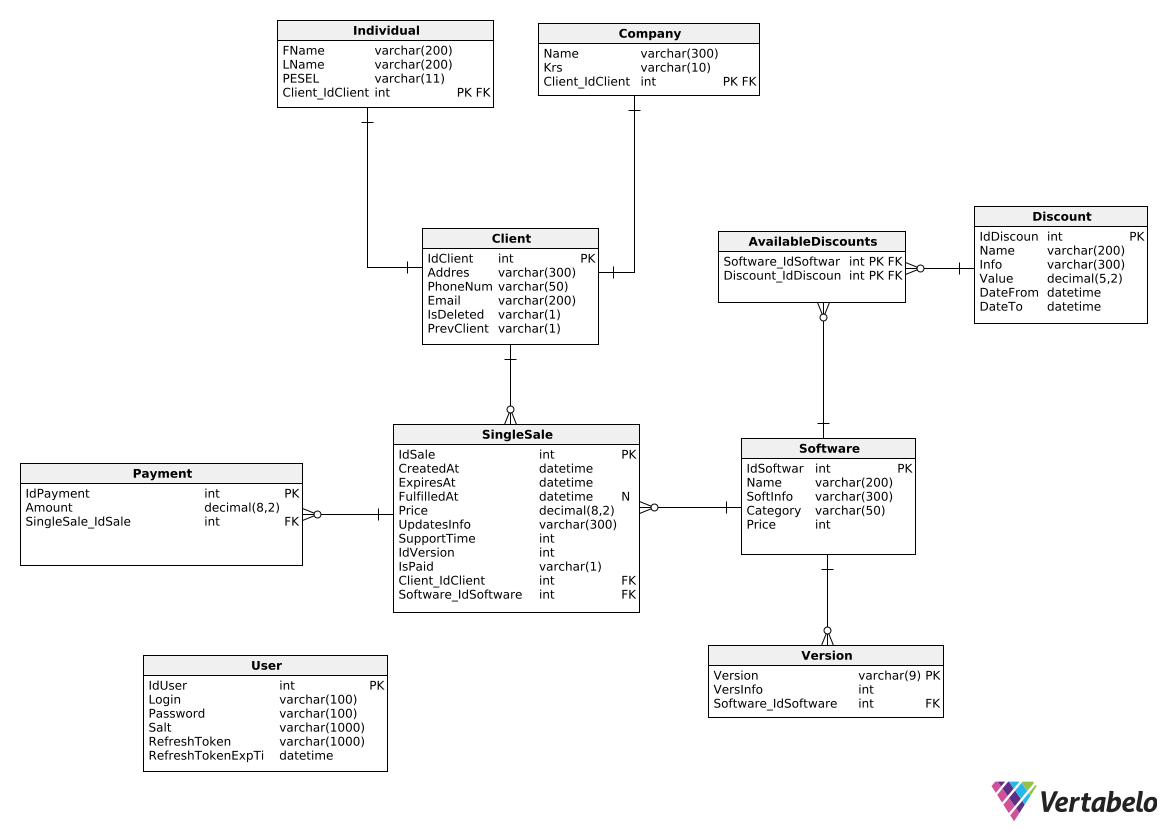 Individual
FName varchar(200)
LName varchar(200)
PESEL varchar(11)
Client_IdClient int PK FK
Company
Name varchar(300)
Krs varchar(10)
Client_IdClient int PK FK
Client
IdClient int PK
Addres varchar(300)
PhoneNum varchar(50)
Email varchar(200)
IsDeleted varchar(1)
PrevClient varchar(1)
AvailableDiscounts
Software_IdSoftwar int PK FK
Discount_IdDiscoun int PK FK
Discount
IdDiscoun int PK
Name varchar(200)
Info varchar(300)
Value decimal(5,2)
DateFrom datetime
DateTo datetime
Payment
IdPayment int PK
Amount decimal(8,2)
SingleSale_IdSale int FK
SingleSale
IdSale int PK
CreatedAt datetime
ExpiresAt datetime
FulfilledAt datetime N
Price decimal(8,2)
UpdatesInfo varchar(300)
SupportTime int
IdVersion int
IsPaid varchar(1)
Client_IdClient int FK
Software_IdSoftware int FK
Software
IdSoftwar int PK
Name varchar(200)
SoftInfo varchar(300)
Category varchar(50)
Price int
User
IdUser int PK
Login varchar(100)
Password varchar(100)
Salt varchar(1000)
RefreshToken varchar(1000)
RefreshTokenExpTi datetime
Version
Version varchar(9) PK
VersInfo int
Software_IdSoftware int FK
Vertabelo